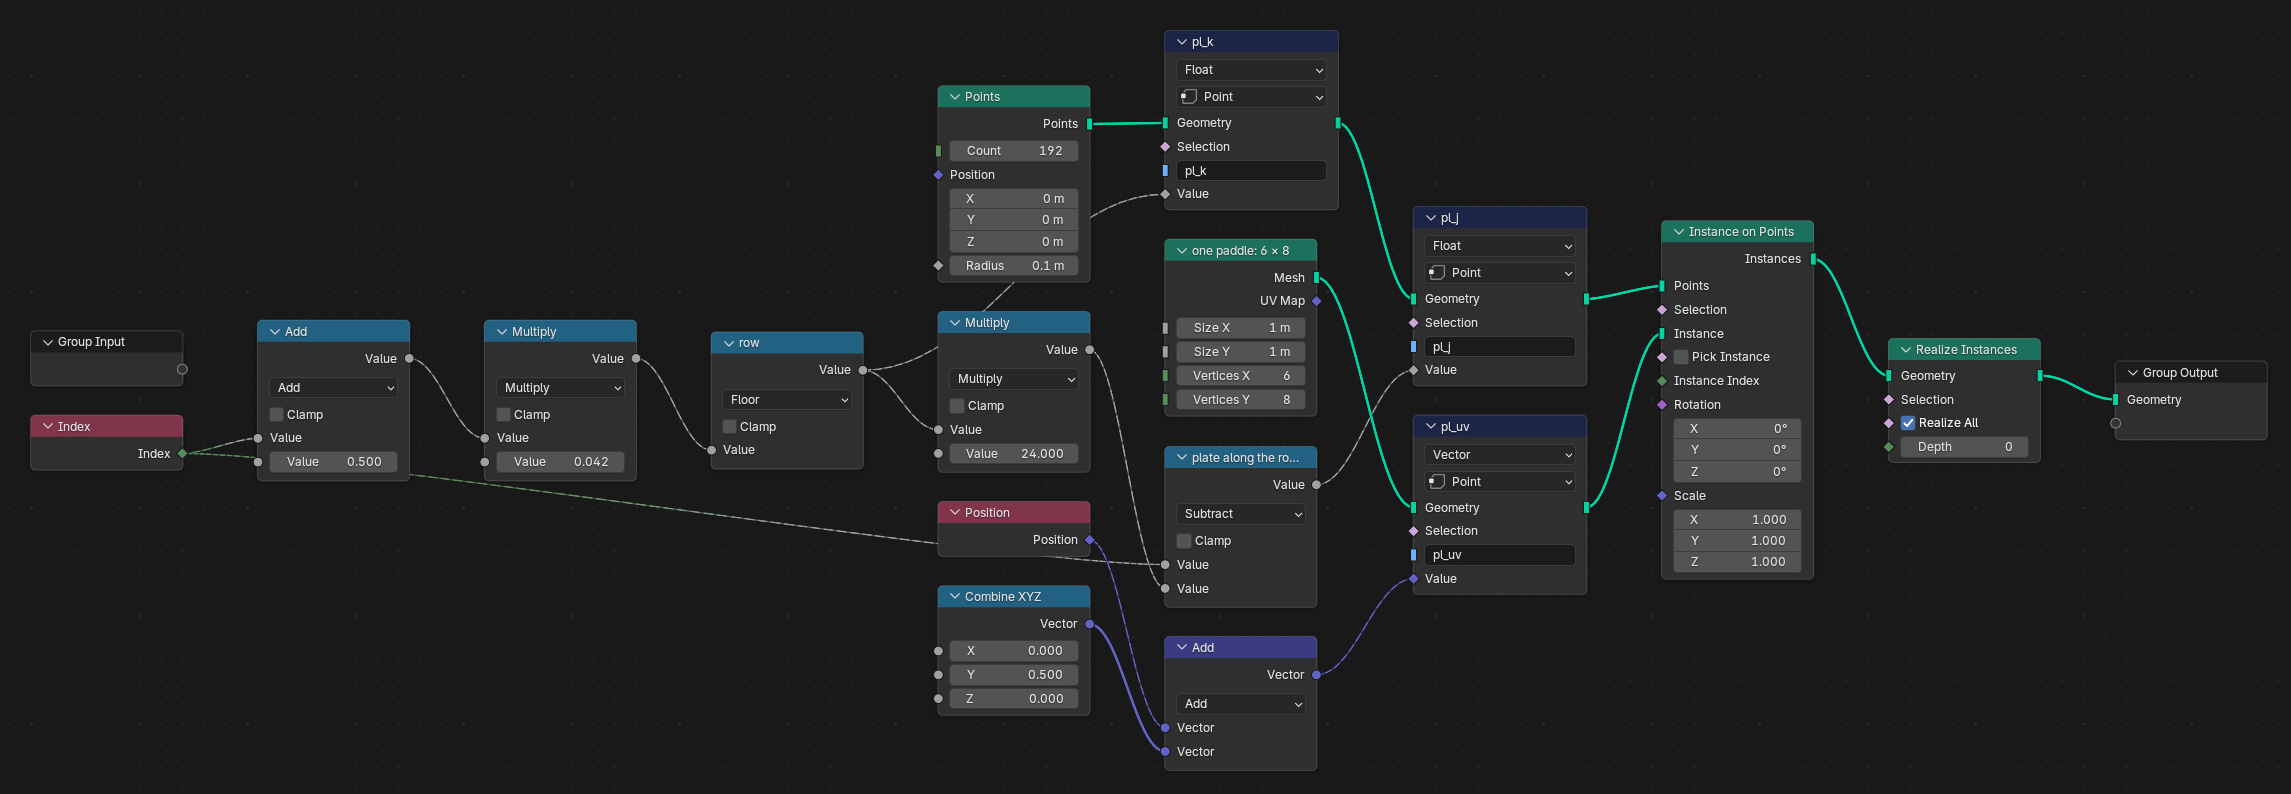 Group Input
Index
Index
Add
Value
Add
Clamp
Value
Value 0.500
Multiply
Value
Multiply
Clamp
Value
Value 0.042
row
Value
Floor
Clamp
Value
Points
Points
Count 192
Position
X 0 m
Y 0 m
Z 0 m
Radius 0.1 m
Multiply
Value
Multiply
Clamp
Value
Value 24.000
Position
Position
Combine XYZ
Vector
X 0.000
Y 0.500
Z 0.000
pl_k
Float
Point
Geometry
Selection
pl_k
Value
one paddle: 6 × 8
Mesh
UV Map
Size X 1 m
Size Y 1 m
Vertices X 6
Vertices Y 8
plate along the ro...
Value
Subtract
Clamp
Value
Value
Add
Vector
Add
Vector
Vector
pl_j
Float
Point
Geometry
Selection
pl_j
Value
pl_uv
Vector
Point
Geometry
Selection
pl_uv
Value
Instance on Points
Instances
Points
Selection
Instance
Pick Instance
Instance Index
Rotation
X 0°
Y 0°
Z 0°
Scale
X 1.000
Y 1.000
Z 1.000
Realize Instances
Geometry
Selection
Realize All
Depth 0
Group Output
Geometry